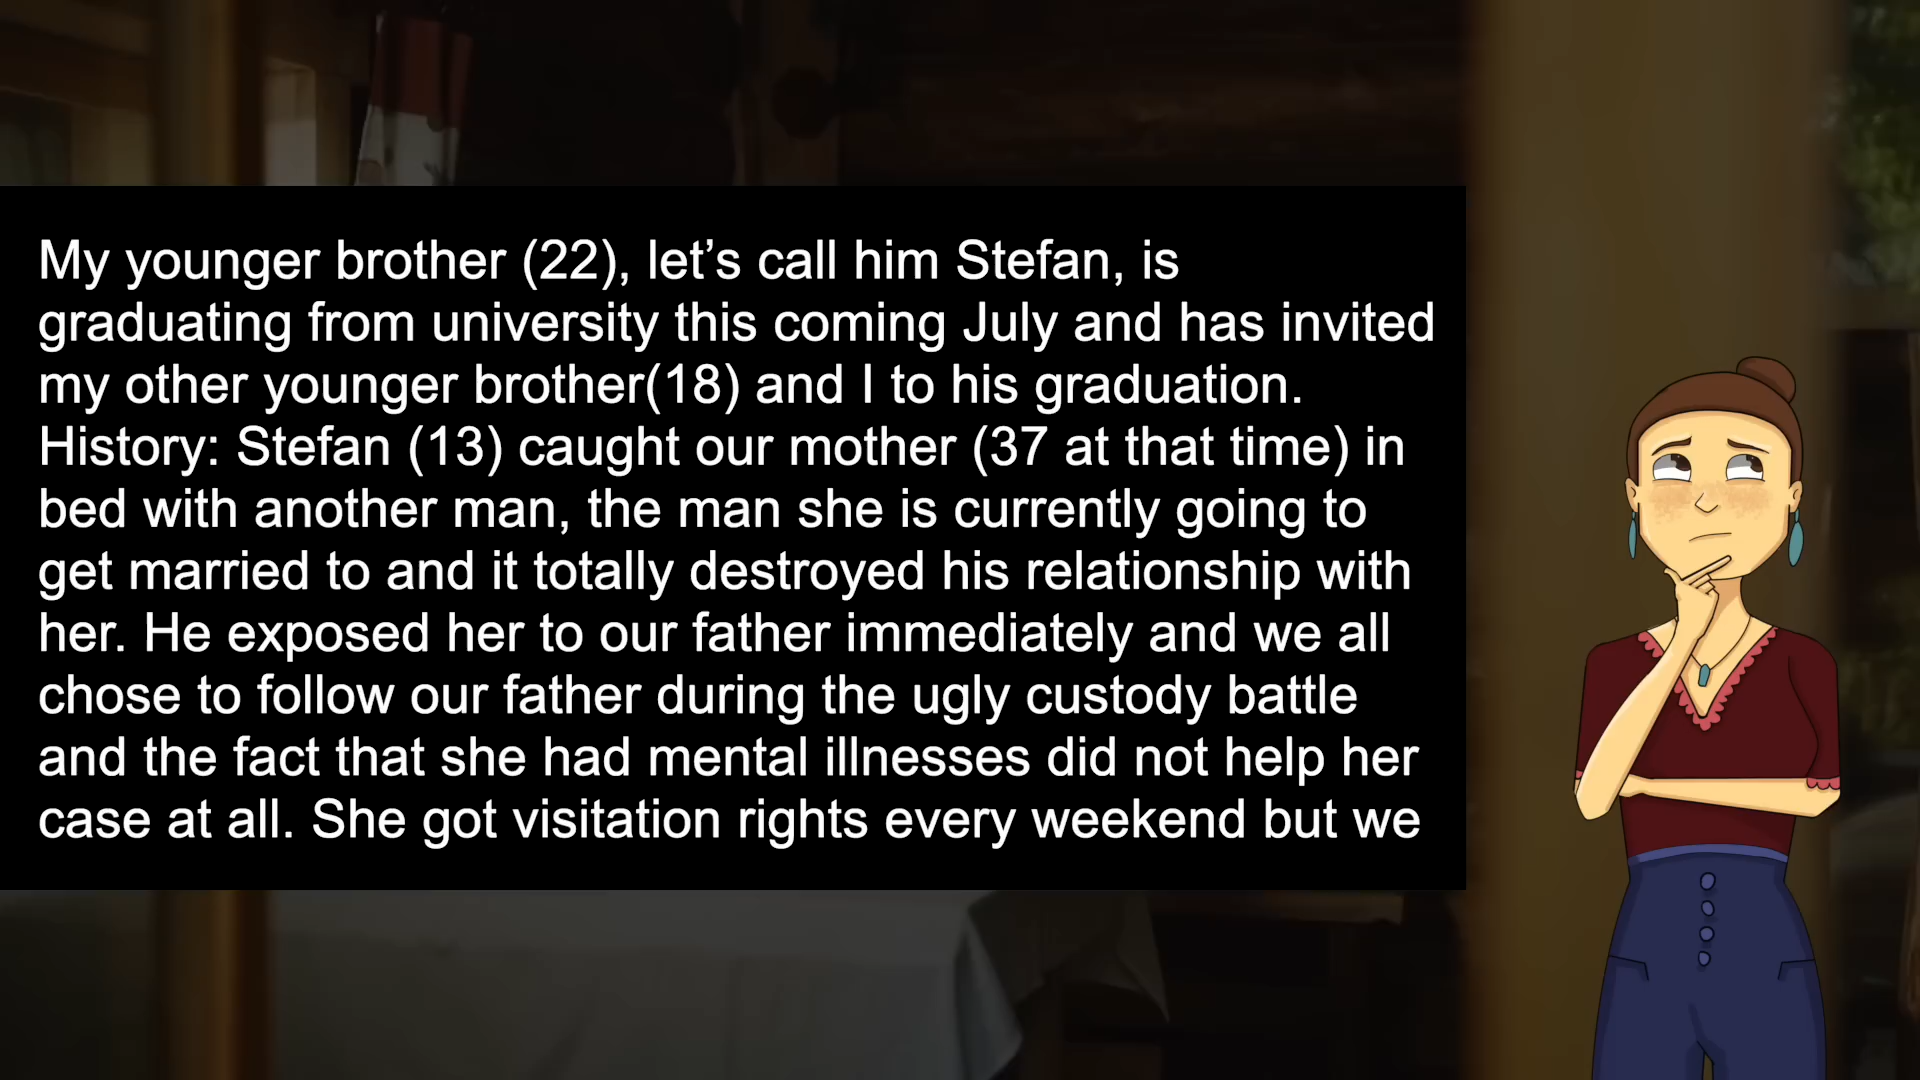 My younger brother (22), let’s call him Stefan, is
graduating from university this coming July and has invited
my other younger brother(18) and I to his graduation.
History: Stefan (13) caught our mother (37 at that time) in
bed with another man, the man she is currently going to
get married to and it totally destroyed his relationship with
her. He exposed her to our father immediately and we all
chose to follow our father during the ugly custody battle
and the fact that she had mental illnesses did not help her
case at all. She got visitation rights every weekend but we